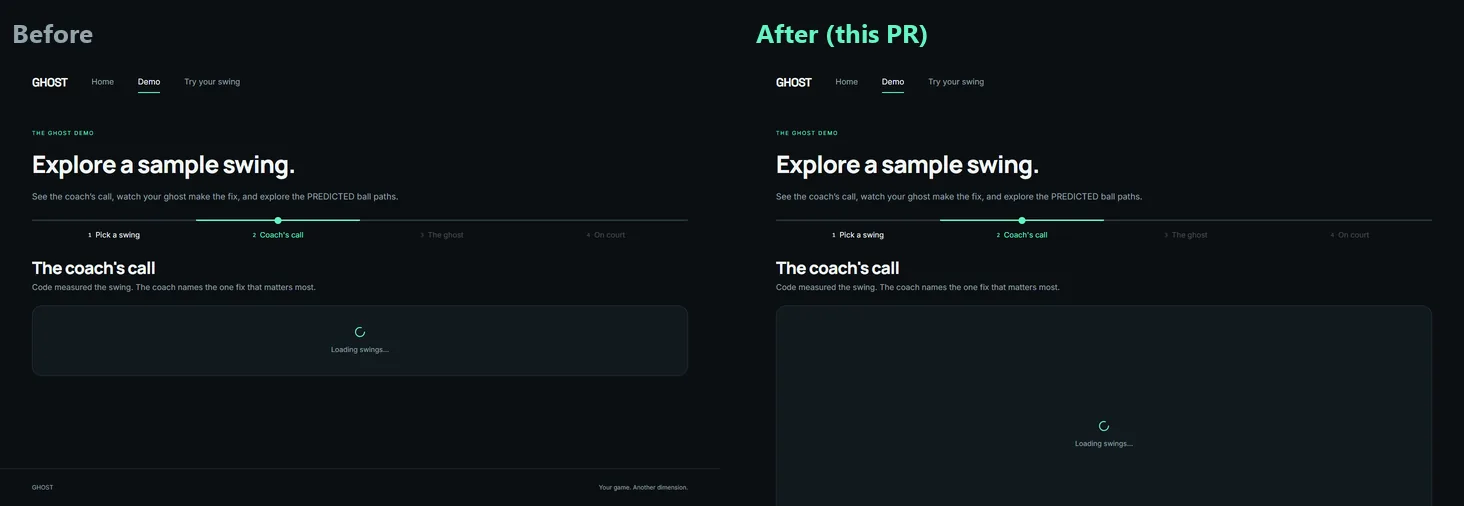 Before
GHOST Home Demo Try your swing
THE GHOST DEMO
Explore a sample swing.
See the coach's call, watch your ghost make the fix, and explore the PREDICTED ball paths.
1 Pick a swing 2 Coach's call 3 The ghost 4 On court
The coach's call
Code measured the swing. The coach names the one fix that matters most.
Loading swings...
GHOST Your game. Another dimension.
After (this PR)
GHOST Home Demo Try your swing
THE GHOST DEMO
Explore a sample swing.
See the coach's call, watch your ghost make the fix, and explore the PREDICTED ball paths.
1 Pick a swing 2 Coach's call 3 The ghost 4 On court
The coach's call
Code measured the swing. The coach names the one fix that matters most.
Loading swings...